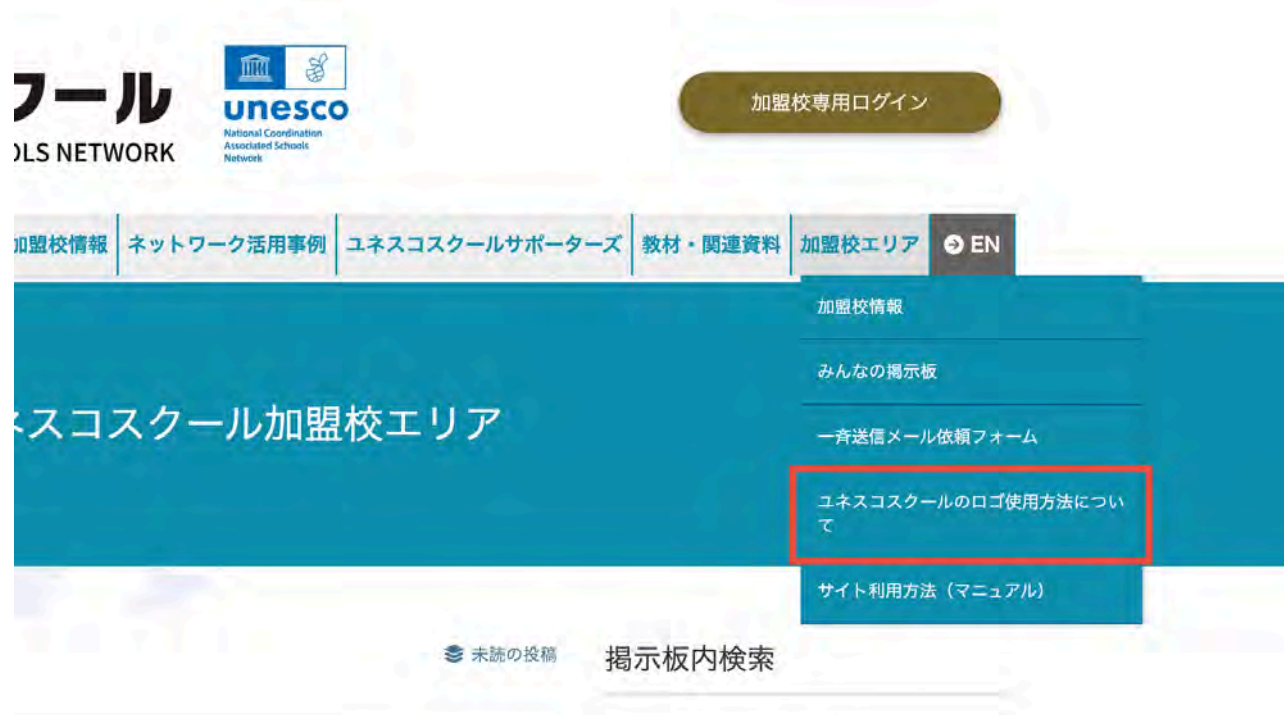 フール
OLS NETWORK
unesco
National Coordination
Associated Schools
Network
加盟校専用ログイン
加盟校情報
ネットワーク活用事例
ユネスコスクールサポーターズ
教材・関連資料
加盟校エリア
EN
加盟校情報
みんなの掲示板
一斉送信メール依頼フォーム
ユネスコスクールのロゴ使用方法につい
て
サイト利用方法（マニュアル）
ネスコスクール加盟校エリア
未読の投稿
掲示板内検索